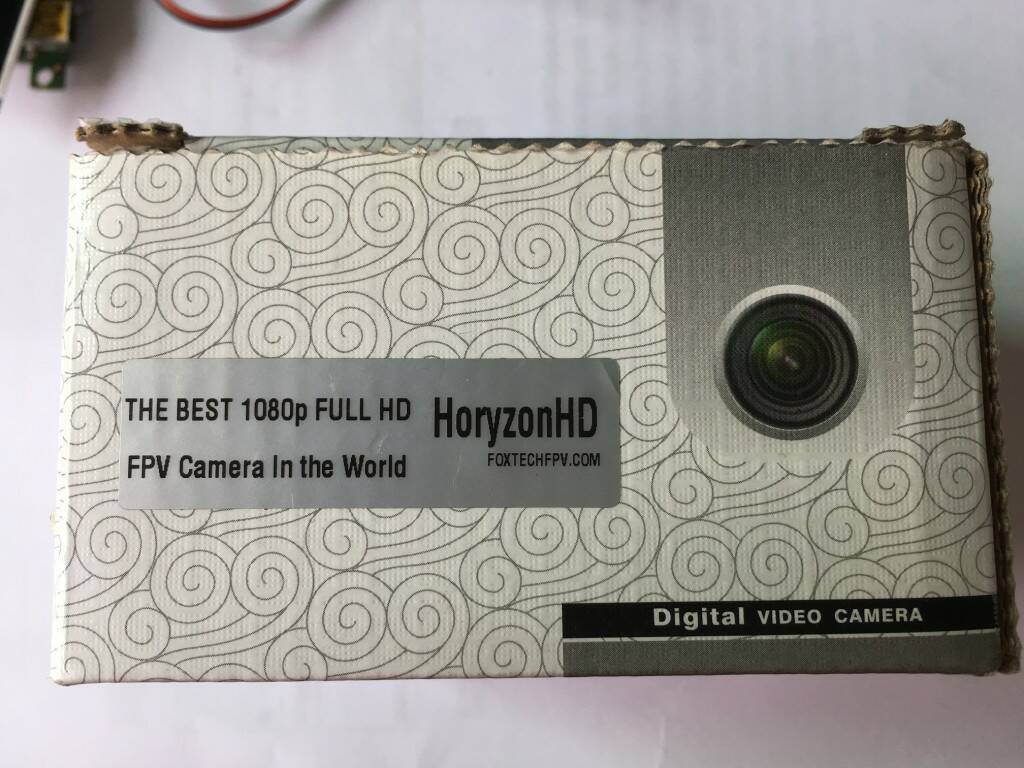 THE BEST 1080p FULL HD
FPV Camera In the World
HoryzonHD
FOXTECHFPV.COM
Digital VIDEO CAMERA